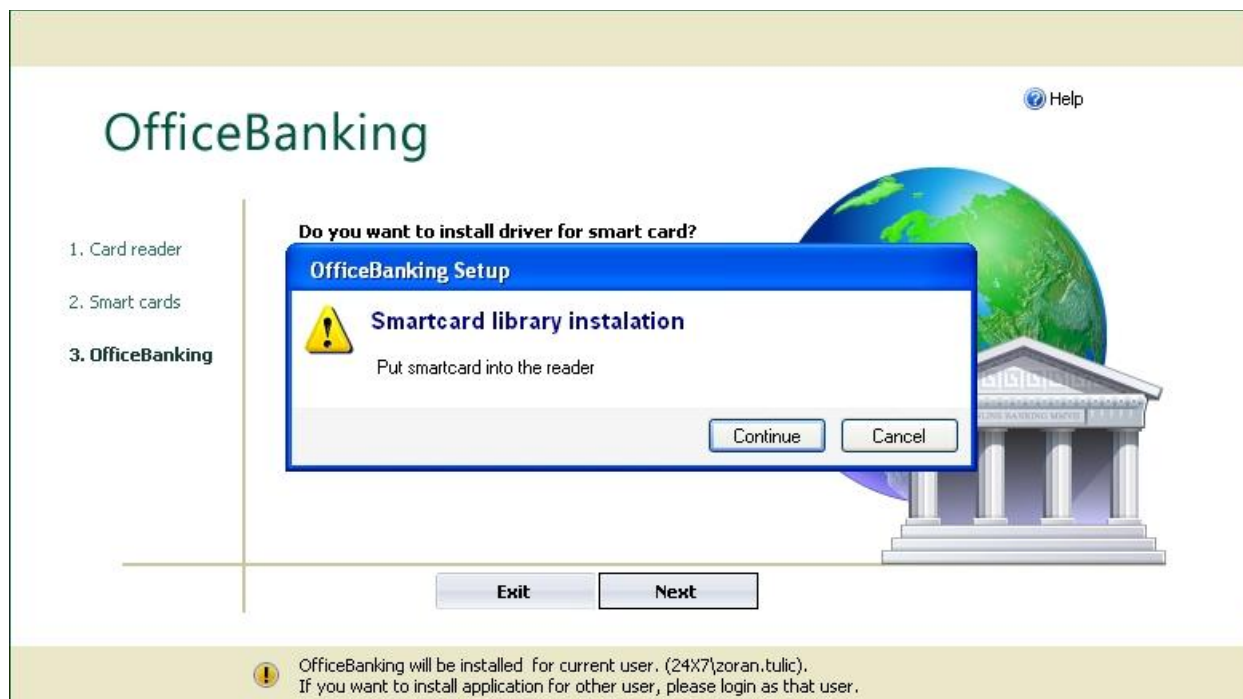 Help
OfficeBanking
Do you want to install driver for smart card?
1. Card reader
2. Smart cards
3. OfficeBanking
OfficeBanking Setup
Smartcard library instalation
Put smartcard into the reader
Continue
Cancel
BANKING
Exit
Next
OfficeBanking will be installed for current user. (24X7\zoran.tulic).
If you want to install application for other user, please login as that user.